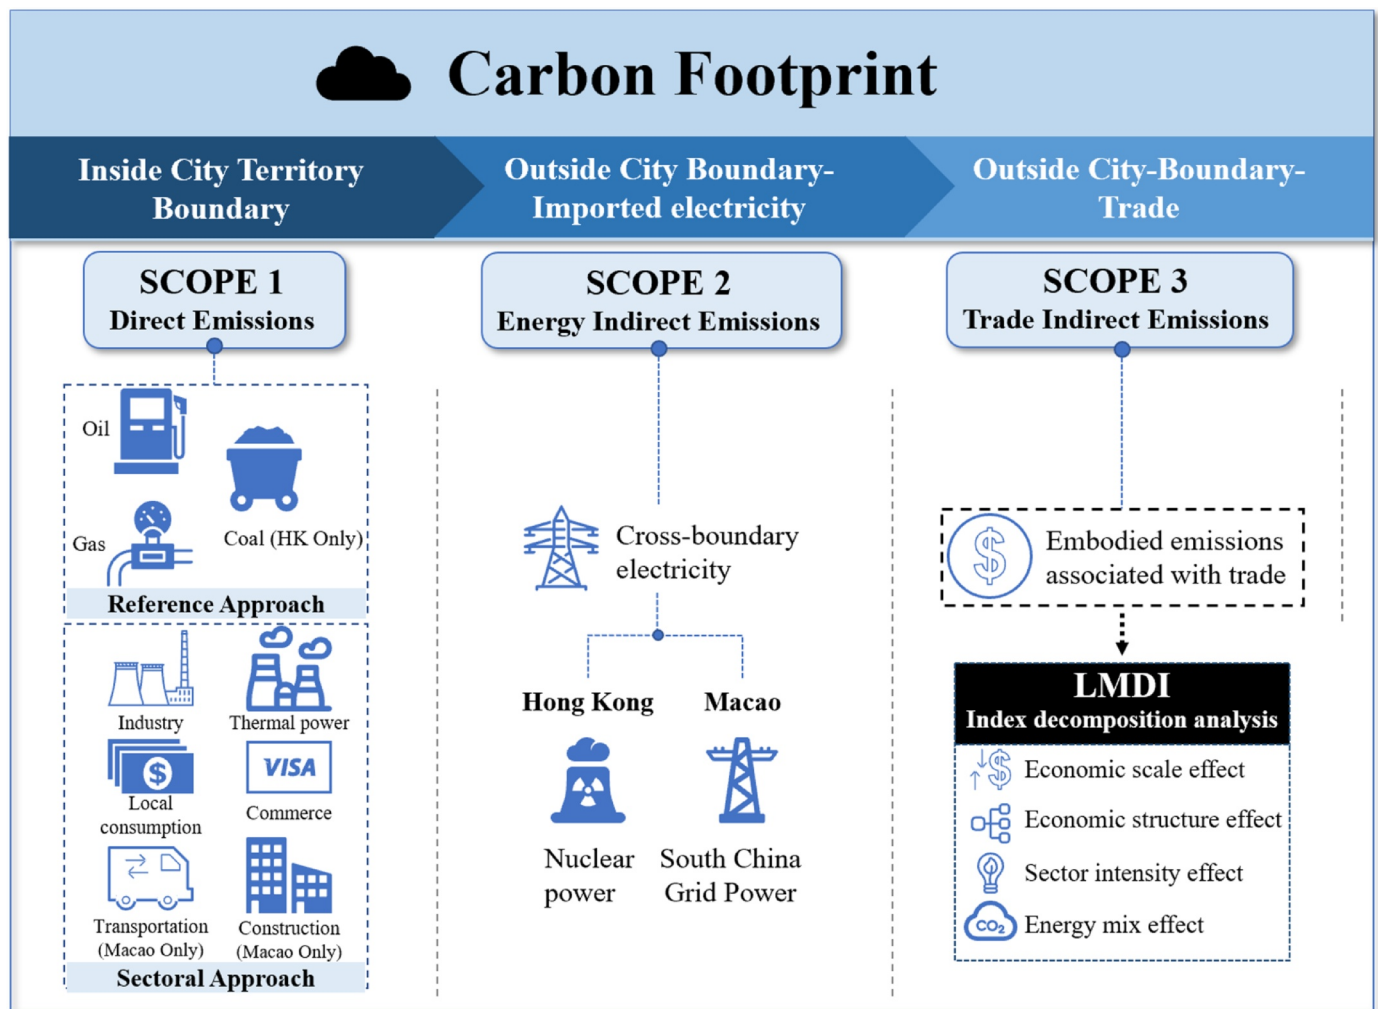 Carbon Footprint
Inside City Territory
Boundary
Outside City Boundary-
Imported electricity
Outside City-Boundary-
Trade
SCOPE 1
Direct Emissions
Oil
Coal (HK Only)
Gas
Reference Approach
Industry
Thermal power
$
Local
consumption
VISA
Commerce
Transportation
(Macao Only)
Construction
(Macao Only)
Sectoral Approach
SCOPE 2
Energy Indirect Emissions
Cross-boundary
electricity
Hong Kong
Macao
Nuclear
power
South China
Grid Power
SCOPE 3
Trade Indirect Emissions
$
Embodied emissions
associated with trade
LMDI
Index decomposition analysis
$
Economic scale effect
Economic structure effect
Sector intensity effect
CO₂
Energy mix effect